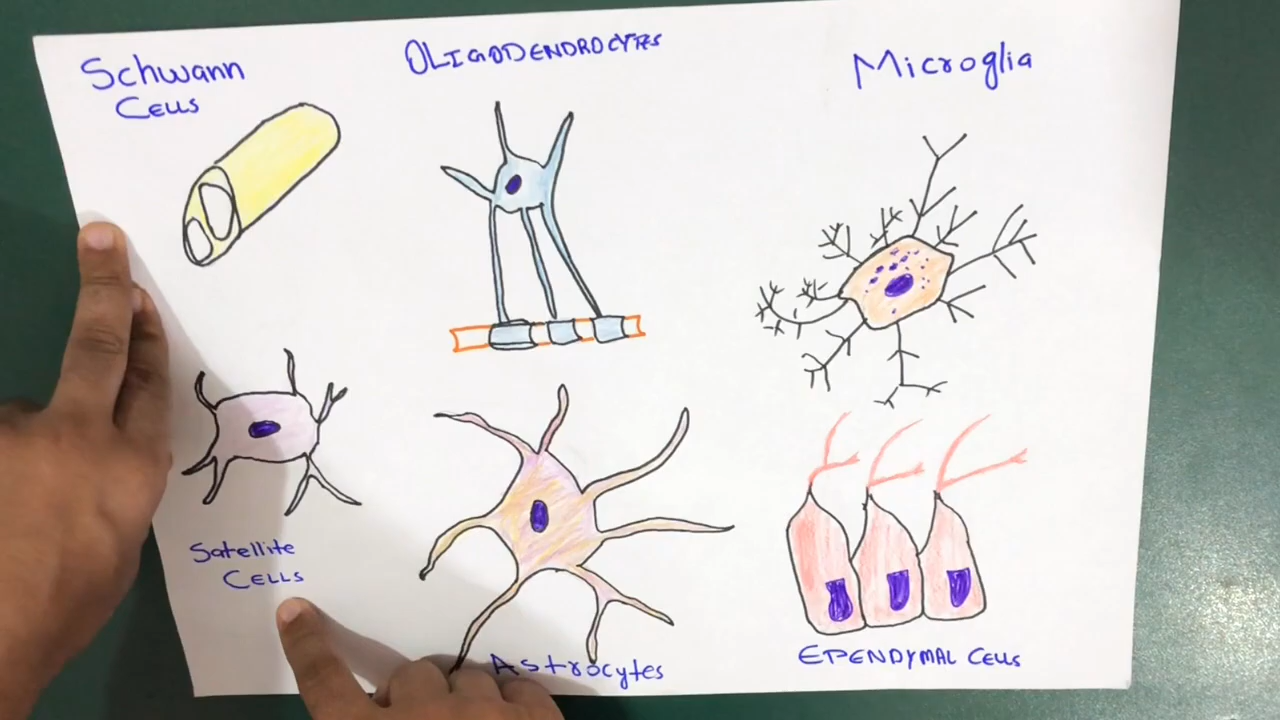 Schwann
CELLS
OLIGODENDROCYTES
Microglia
Satellite
CELLS
Astrocytes
EPENDYMAL CELLS